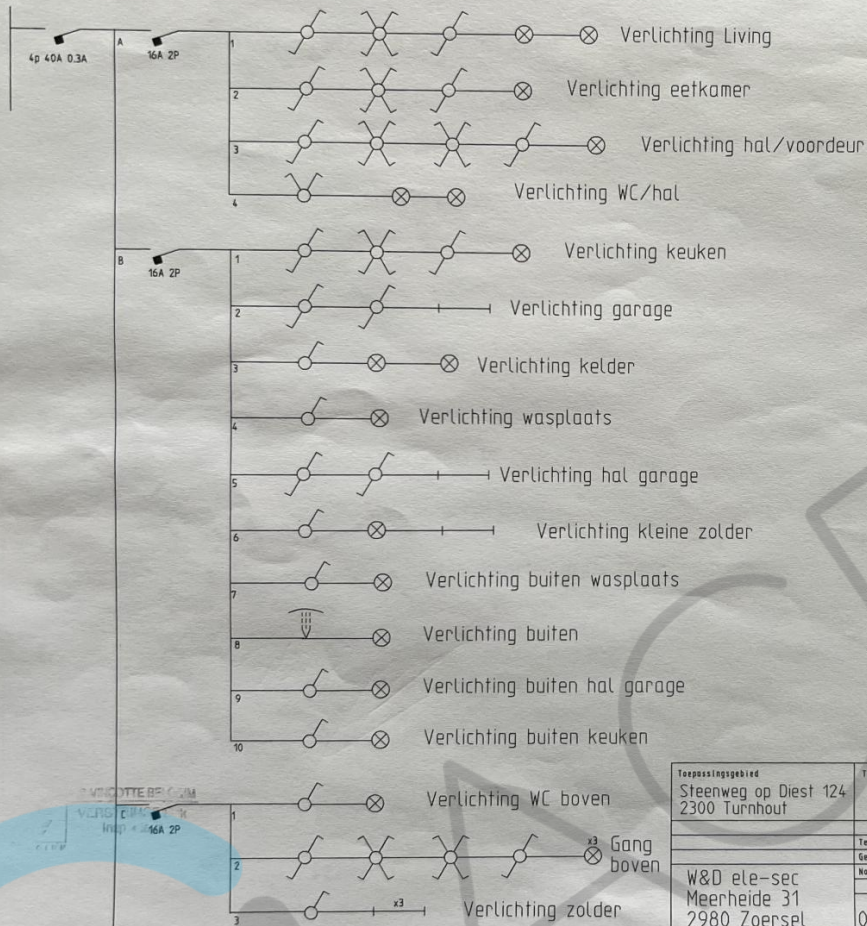 4p 40A 0.3A
A
16A 2P
1
Verlichting Living
2
Verlichting eetkamer
3
Verlichting hal/voordeur
4
Verlichting WC/hal
B
16A 2P
1
Verlichting keuken
2
Verlichting garage
3
Verlichting kelder
4
Verlichting wasplaats
5
Verlichting hal garage
6
Verlichting kleine zolder
7
Verlichting buiten wasplaats
8
Verlichting buiten
9
Verlichting buiten hal garage
10
Verlichting buiten keuken
C
16A 2P
1
Verlichting WC boven
2
x3
Gang
boven
3
x3
Verlichting zolder
Toepassingsgebied
Steenweg op Diest 124
2300 Turnhout
W&D ele-sec
Meerheide 31
2980 Zoersel